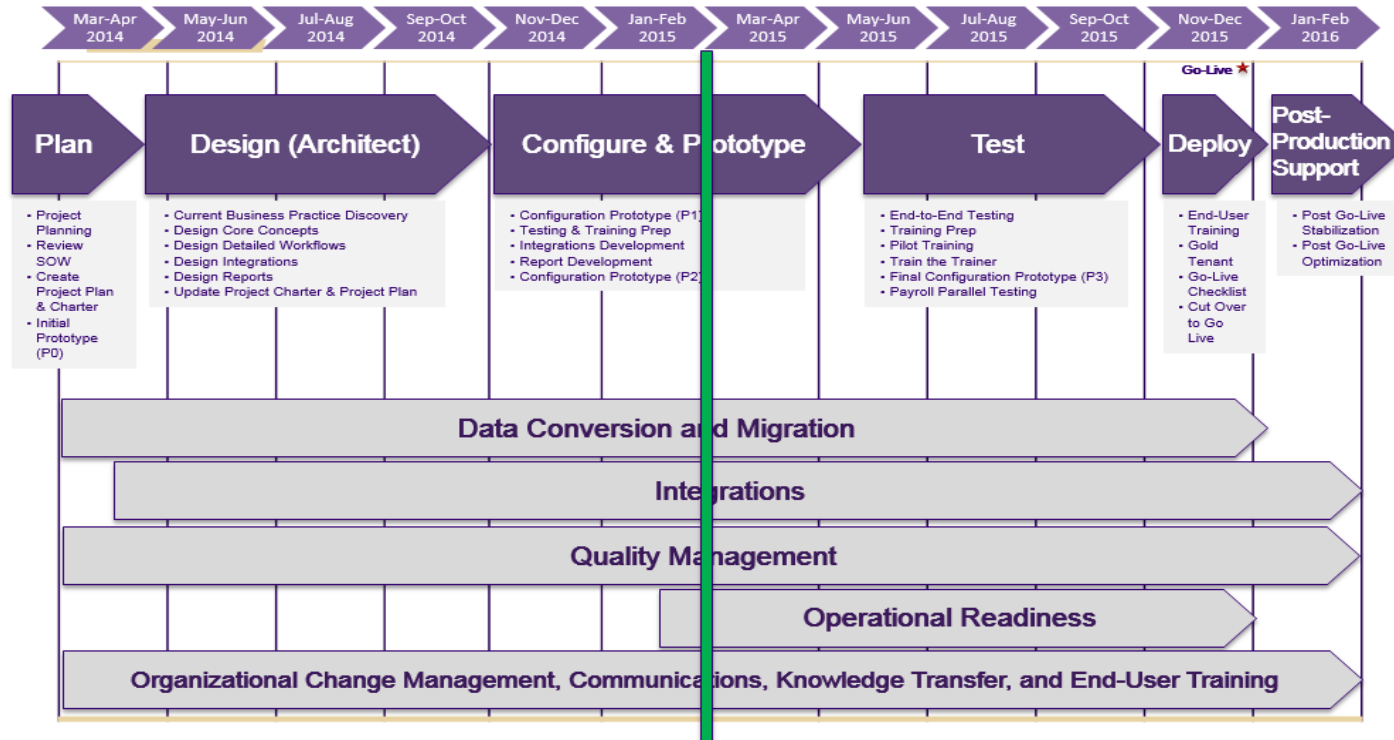 Mar-Apr
2014
May-Jun
2014
Jul-Aug
2014
Sep-Oct
2014
Nov-Dec
2014
Jan-Feb
2015
Mar-Apr
2015
May-Jun
2015
Jul-Aug
2015
Sep-Oct
2015
Nov-Dec
2015
Jan-Feb
2016
Go-Live
Plan
Design (Architect)
Configure & Prototype
Test
Deploy
Post-
Production
Support
- Project
Planning
- Review
SOW
- Create
Project Plan
& Charter
- Initial
Prototype
(P0)
- Current Business Practice Discovery
- Design Core Concepts
- Design Detailed Workflows
- Design Integrations
- Design Reports
- Update Project Charter & Project Plan
- Configuration Prototype (P1)
- Testing & Training Prep
- Integrations Development
- Report Development
- Configuration Prototype (P2)
- End-to-End Testing
- Training Prep
- Pilot Training
- Train the Trainer
- Final Configuration Prototype (P3)
- Payroll Parallel Testing
- End-User
Training
- Gold
Tenant
- Go-Live
Checklist
- Cut Over
to Go
Live
- Post Go-Live
Stabilization
- Post Go-Live
Optimization
Data Conversion and Migration
Integrations
Quality Management
Operational Readiness
Organizational Change Management, Communications, Knowledge Transfer, and End-User Training